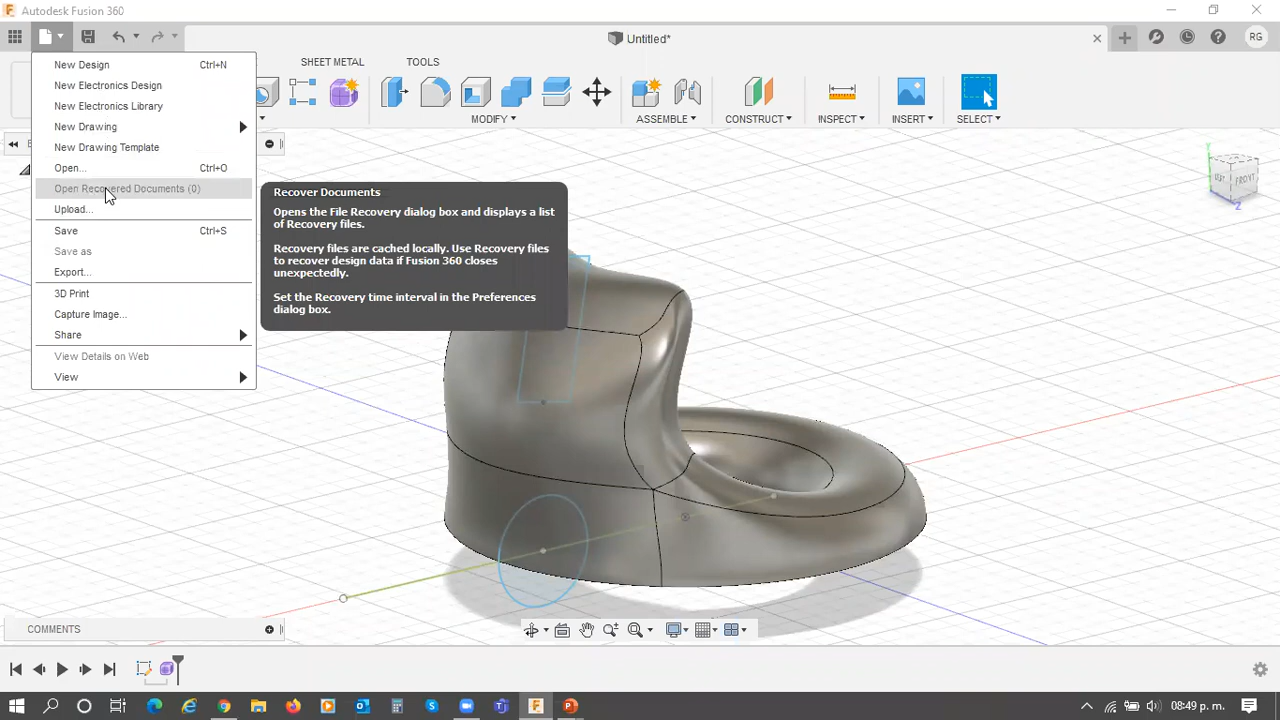 Autodesk Fusion 360
Untitled*
RG
SHEET METAL
TOOLS
MODIFY
ASSEMBLE
CONSTRUCT
INSPECT
INSERT
SELECT
New Design Ctrl+N
New Electronics Design
New Electronics Library
New Drawing
New Drawing Template
Open... Ctrl+O
Open Recovered Documents (0)
Upload...
Save Ctrl+S
Save as
Export...
3D Print
Capture Image...
Share
View Details on Web
View
Recover Documents
Opens the File Recovery dialog box and displays a list
of Recovery files.
Recovery files are cached locally. Use Recovery files
to recover design data if Fusion 360 closes
unexpectedly.
Set the Recovery time interval in the Preferences
dialog box.
Y
FRONT
Z
COMMENTS
08:49 p. m.